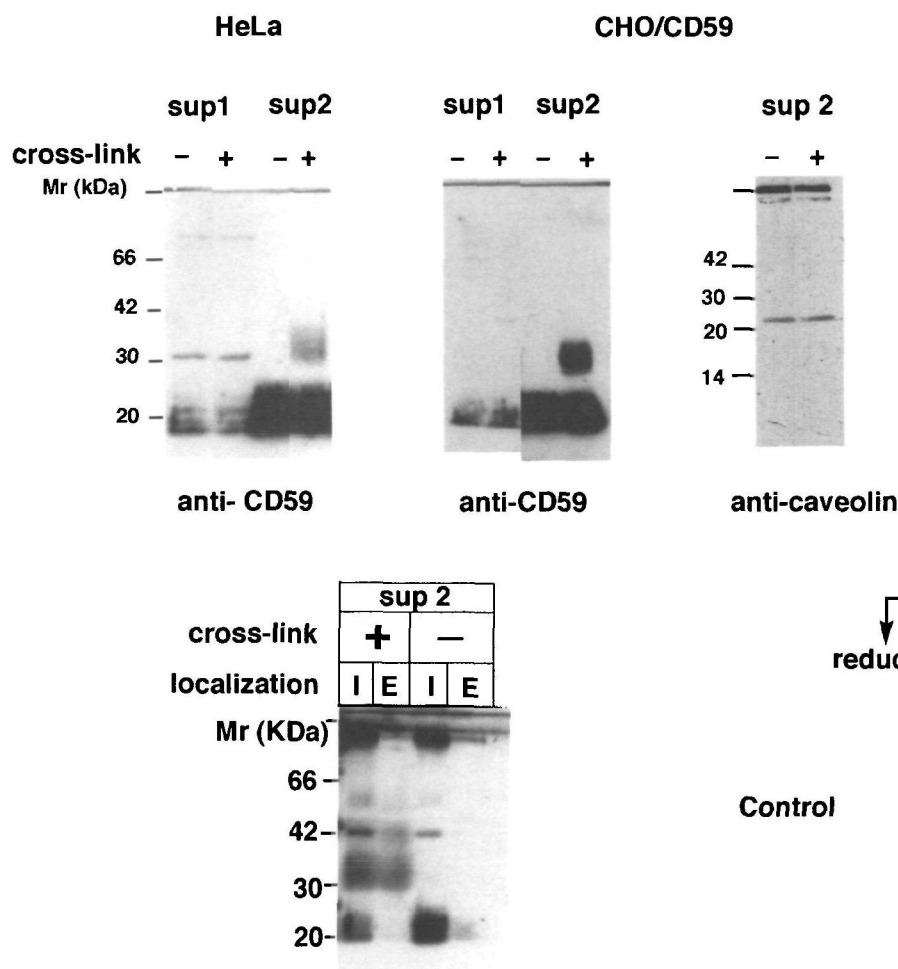 HeLa CHO/CD59
sup1 sup2 sup1 sup2 sup 2
cross-link − + − + − + − + − +
Mr (kDa)
66
42
30
20
42
30
20
14
anti- CD59 anti-CD59 anti-caveolin
sup 2
cross-link + −
localization I E I E
reduc
Mr (KDa)
66
42
30
20
Control